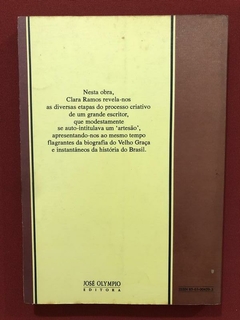 Nesta obra,
Clara Ramos revela-nos
as diversas etapas do processo criativo
de um grande escritor,
que modestamente
se auto-intitulava um 'artesão',
apresentando-nos ao mesmo tempo
flagrantes da biografia do Velho Graça
e instantâneos da história do Brasil.
JOSÉ OLYMPIO
EDITORA